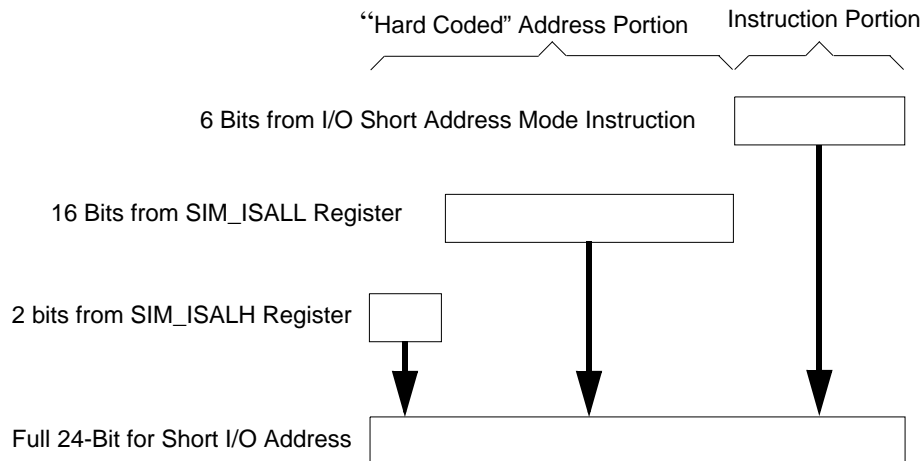 “Hard Coded” Address Portion
Instruction Portion
6 Bits from I/O Short Address Mode Instruction
16 Bits from SIM_ISALL Register
2 bits from SIM_ISALH Register
Full 24-Bit for Short I/O Address